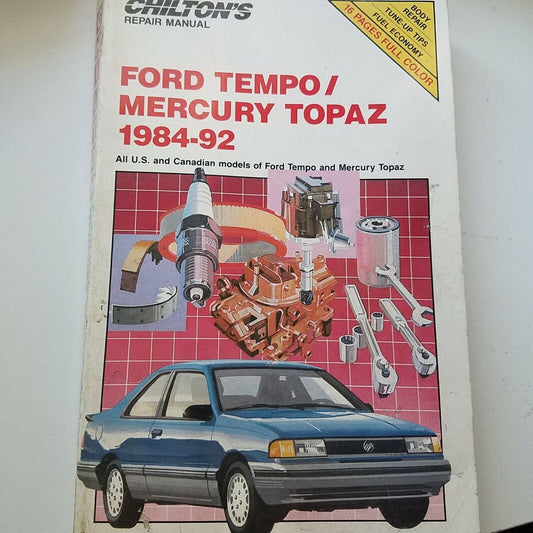 CHILTON'S
REPAIR MANUAL
BODY
REPAIR
TUNE-UP TIPS
FUEL ECONOMY
16 PAGES FULL COLOR
FORD TEMPO/
MERCURY TOPAZ
1984-92
All U.S. and Canadian models of Ford Tempo and Mercury Topaz